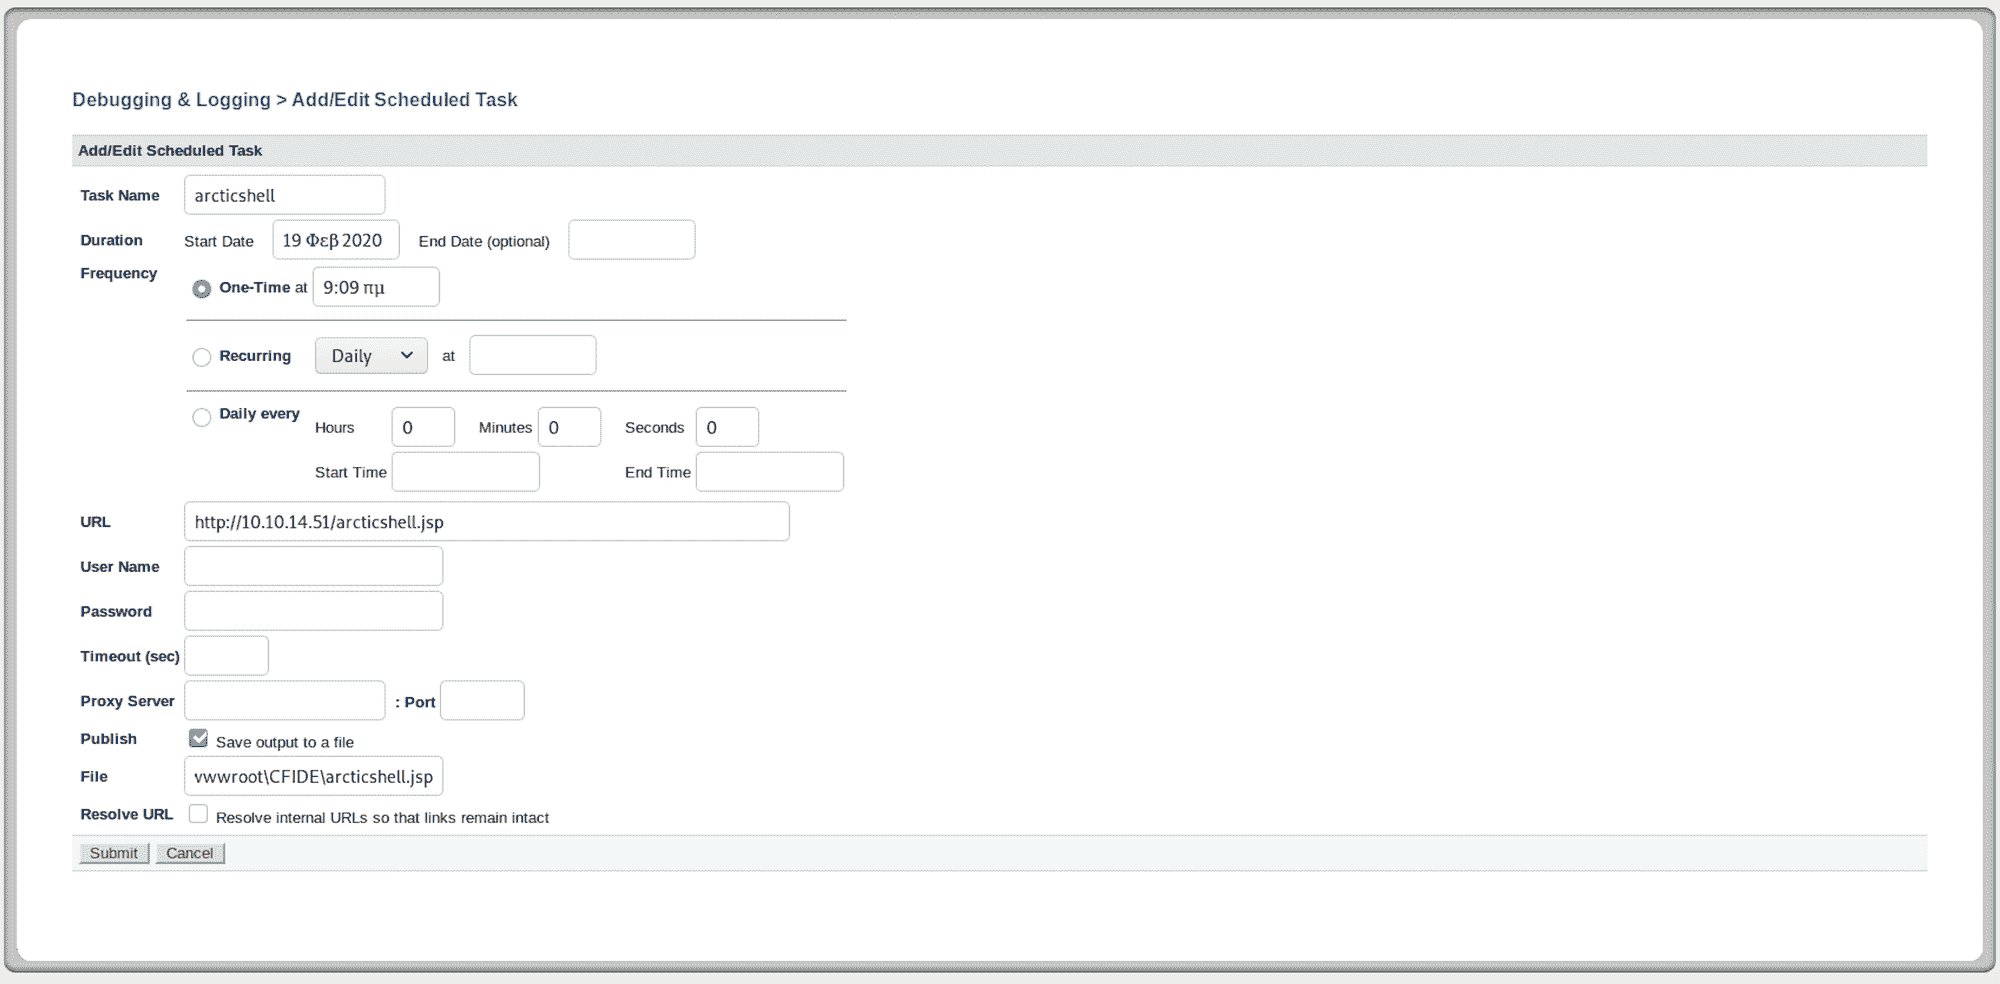 Debugging & Logging > Add/Edit Scheduled Task
Add/Edit Scheduled Task
Task Name arcticshell
Duration Start Date 19 Φεβ 2020 End Date (optional)
Frequency
One-Time at 9:09 πμ
Recurring Daily at
Daily every
Hours 0 Minutes 0 Seconds 0
Start Time End Time
URL http://10.10.14.51/arcticshell.jsp
User Name
Password
Timeout (sec)
Proxy Server : Port
Publish Save output to a file
File vwwroot\CFIDE\arcticshell.jsp
Resolve URL Resolve internal URLs so that links remain intact
Submit Cancel